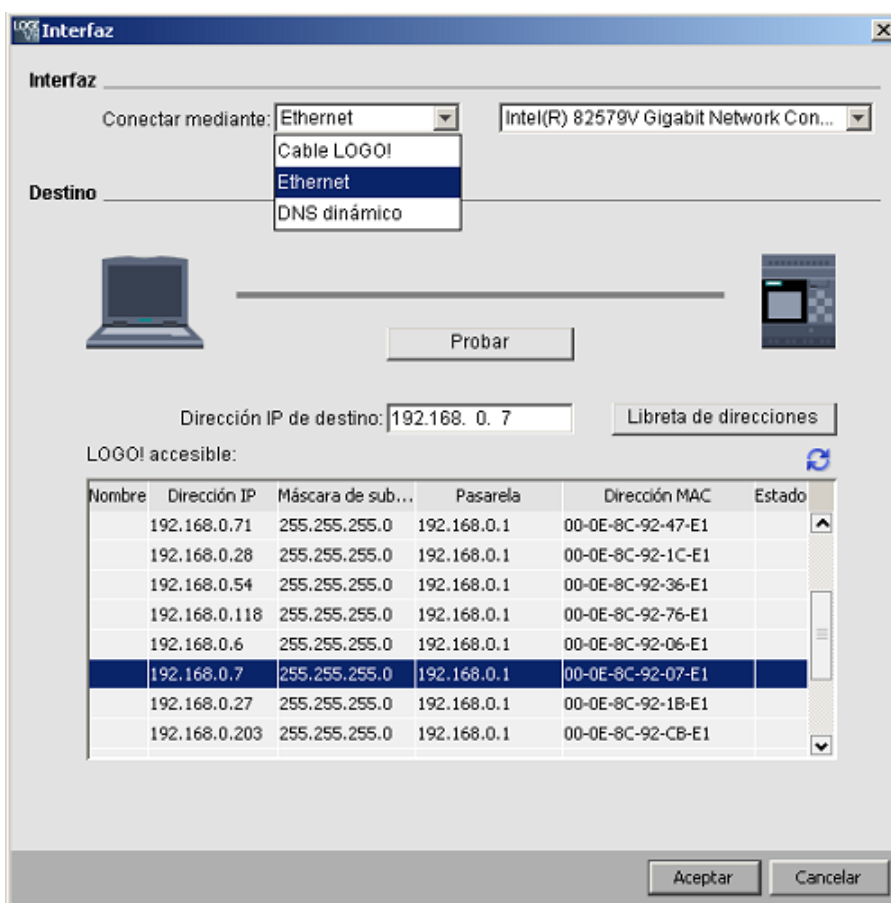 Interfaz
Interfaz
Conectar mediante: Ethernet Intel(R) 82579V Gigabit Network Con...
Cable LOGO!
Ethernet
DNS dinámico
Destino
Probar
Dirección IP de destino: 192.168. 0. 7 Libreta de direcciones
LOGO! accesible:
Nombre Dirección IP Máscara de sub... Pasarela Dirección MAC Estado
192.168.0.71 255.255.255.0 192.168.0.1 00-0E-8C-92-47-E1
192.168.0.28 255.255.255.0 192.168.0.1 00-0E-8C-92-1C-E1
192.168.0.54 255.255.255.0 192.168.0.1 00-0E-8C-92-36-E1
192.168.0.118 255.255.255.0 192.168.0.1 00-0E-8C-92-76-E1
192.168.0.6 255.255.255.0 192.168.0.1 00-0E-8C-92-06-E1
192.168.0.7 255.255.255.0 192.168.0.1 00-0E-8C-92-07-E1
192.168.0.27 255.255.255.0 192.168.0.1 00-0E-8C-92-1B-E1
192.168.0.203 255.255.255.0 192.168.0.1 00-0E-8C-92-CB-E1
Aceptar Cancelar